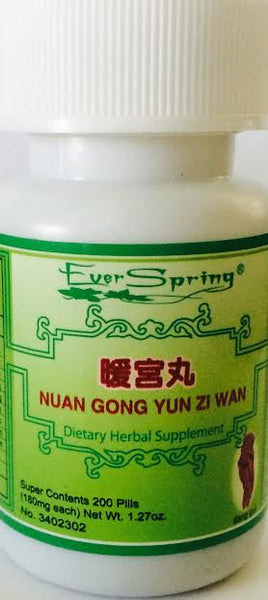 Ever Spring®
暖宮丸
NUAN GONG YUN ZI WAN
Dietary Herbal Supplement
Super Contents 200 Pills
(180mg each) Net Wt. 1.27oz.
No. 3402302